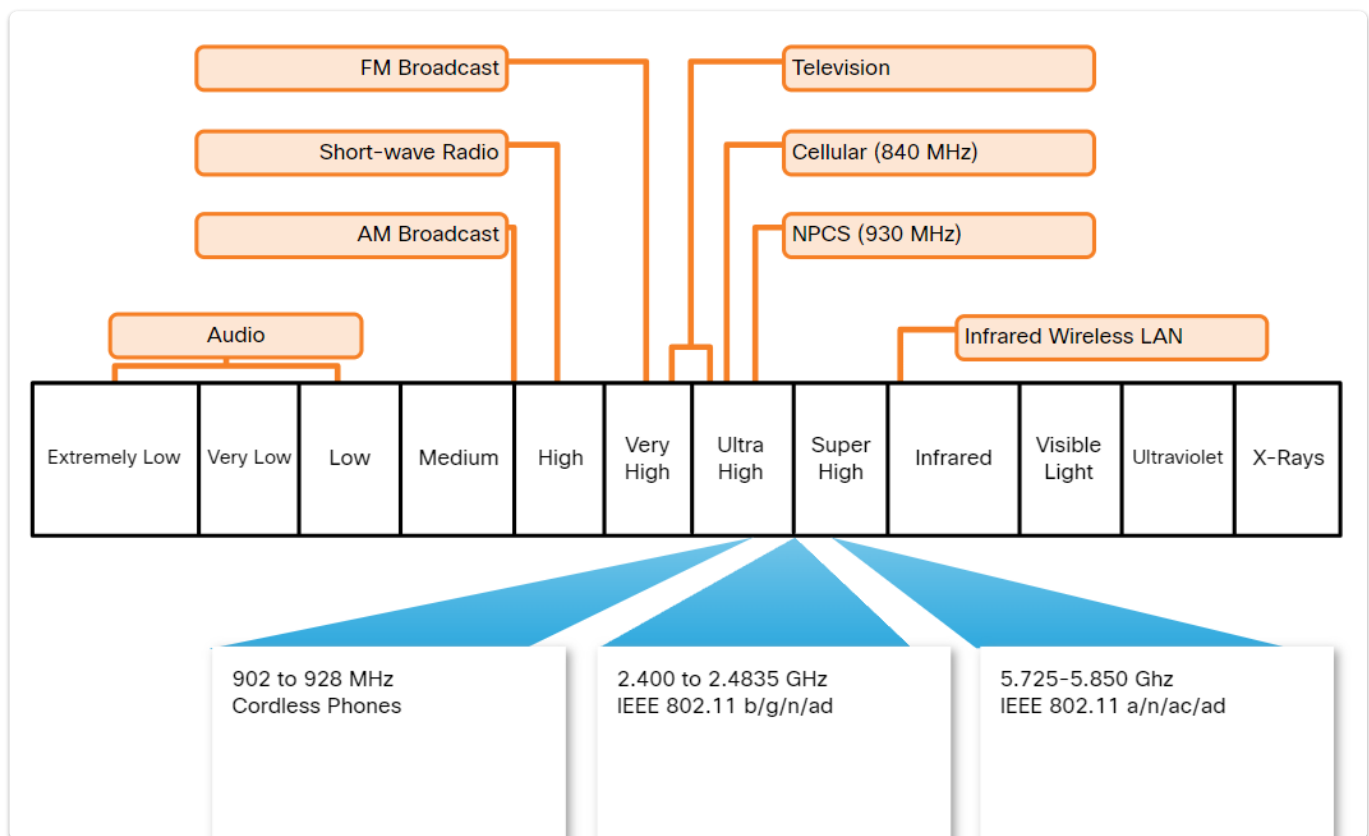 FM Broadcast
Television
Short-wave Radio
Cellular (840 MHz)
AM Broadcast
NPCS (930 MHz)
Audio
Infrared Wireless LAN
Extremely Low
Very Low
Low
Medium
High
Very
High
Ultra
High
Super
High
Infrared
Visible
Light
Ultraviolet
X-Rays
902 to 928 MHz
Cordless Phones
2.400 to 2.4835 GHz
IEEE 802.11 b/g/n/ad
5.725-5.850 Ghz
IEEE 802.11 a/n/ac/ad